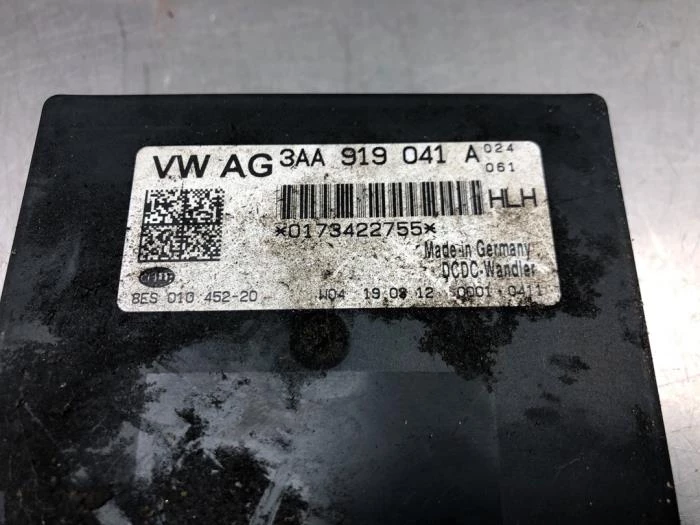 VW AG 3AA 919 041 A 024
061
HLH
*0173422755*
Made in Germany
DCDC-Wandler
8ES 010 452-20 W04 19 03 12 0001 0411